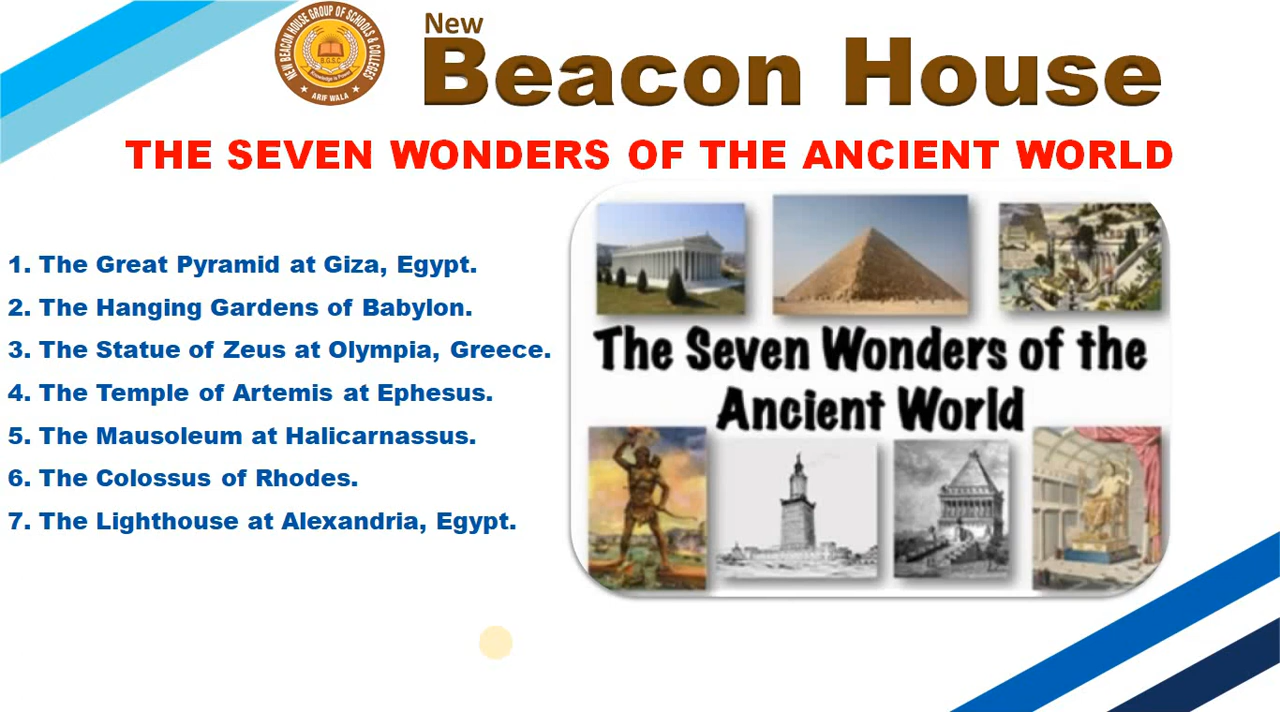 NEW BEACON HOUSE GROUP OF SCHOOLS & COLLEGES
B.G.S.C
Knowledge is Power
ARIF WALA
New
Beacon House
THE SEVEN WONDERS OF THE ANCIENT WORLD
1. The Great Pyramid at Giza, Egypt.
2. The Hanging Gardens of Babylon.
3. The Statue of Zeus at Olympia, Greece.
4. The Temple of Artemis at Ephesus.
5. The Mausoleum at Halicarnassus.
6. The Colossus of Rhodes.
7. The Lighthouse at Alexandria, Egypt.
The Seven Wonders of the
Ancient World